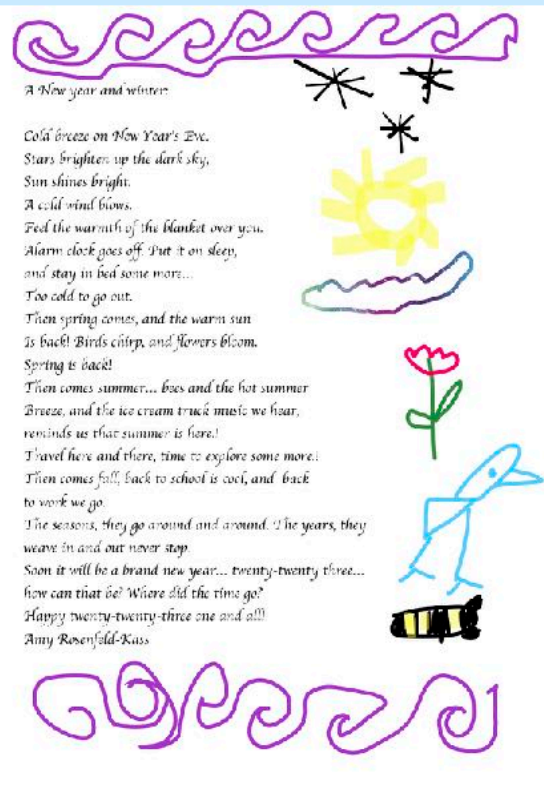 A New year and winter:
Cold breeze on New Year's Eve.
Stars brighten up the dark sky,
Sun shines bright.
A cold wind blows.
Feel the warmth of the blanket over you.
Alarm clock goes off. Put it on sleep,
and stay in bed some more...
Too cold to go out.
Then spring comes, and the warm sun
Is back! Birds chirp, and flowers bloom.
Spring is back!
Then comes summer... bees and the hot summer
Breeze, and the ice cream truck music we hear,
reminds us that summer is here.!
Travel here and there, time to explore some more.!
Then comes fall, back to school is cool, and back
to work we go.
The seasons, they go around and around. The years, they
weave in and out never stop.
Soon it will be a brand new year... twenty-twenty three...
how can that be? Where did the time go?
Happy twenty-twenty-three one and all!!
Amy Rosenfeld-Kass